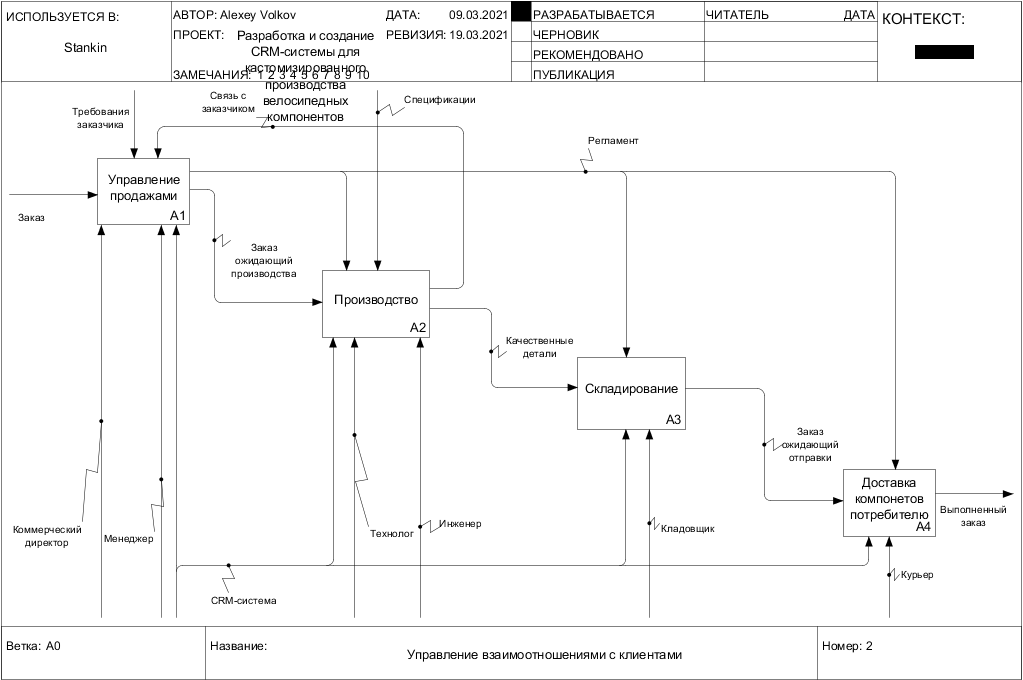 ИСПОЛЬЗУЕТСЯ В:
Stankin
АВТОР: Alexey Volkov
ДАТА: 09.03.2021
ПРОЕКТ: Разработка и создание
CRM-системы для
кастомизированного
производства
велосипедных
компонентов
РЕВИЗИЯ: 19.03.2021
ЗАМЕЧАНИЯ: 1 2 3 4 5 6 7 8 9 10
РАЗРАБАТЫВАЕТСЯ
ЧЕРНОВИК
РЕКОМЕНДОВАНО
ПУБЛИКАЦИЯ
ЧИТАТЕЛЬ ДАТА
КОНТЕКСТ:
Требования
заказчика
Связь с
заказчиком
Спецификации
Регламент
Управление
продажами
A1
Заказ
Заказ
ожидающий
производства
Производство
A2
Качественные
детали
Складирование
A3
Заказ
ожидающий
отправки
Доставка
компонетов
потребителю
A4
Выполненный
заказ
Коммерческий
директор
Менеджер
Технолог
Инженер
Кладовщик
Курьер
CRM-система
Ветка: A0
Название:
Управление взаимоотношениями с клиентами
Номер: 2